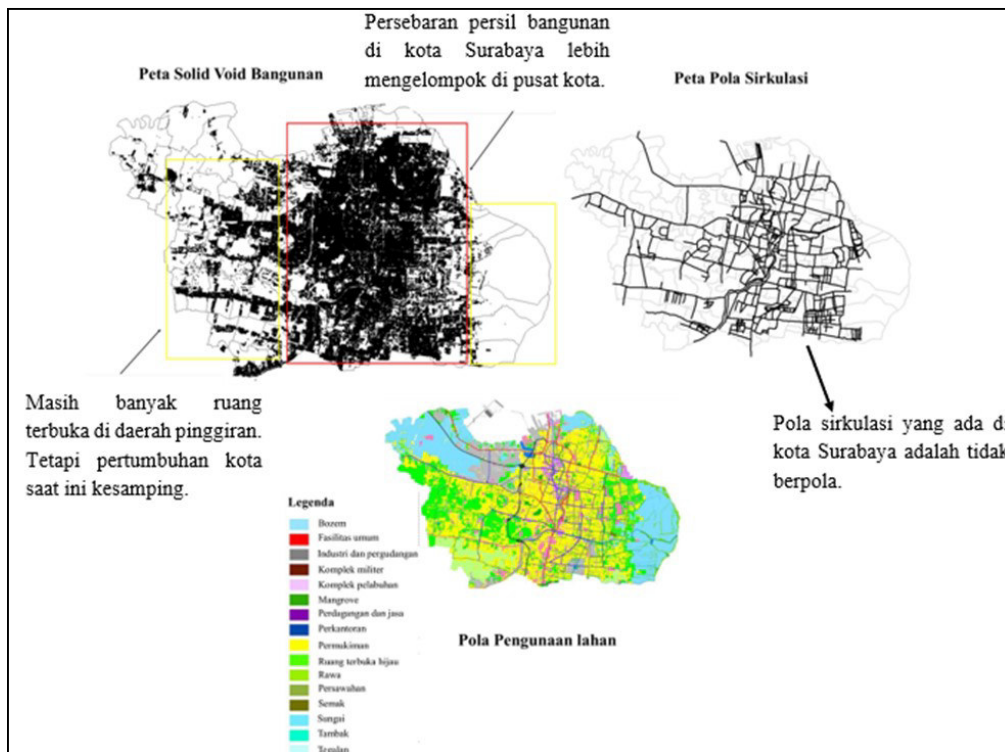 Persebaran persil bangunan
di kota Surabaya lebih
mengelompok di pusat kota.
Peta Solid Void Bangunan
Peta Pola Sirkulasi
Masih banyak ruang
terbuka di daerah pinggiran.
Tetapi pertumbuhan kota
saat ini kesamping.
Pola sirkulasi yang ada di
kota Surabaya adalah tidak
berpola.
Legenda
Bozem
Fasilitas umum
Industri dan pergudangan
Komplek militer
Komplek pelabuhan
Mangrove
Perdagungan dan jasa
Perkantoran
Permukiman
Ruang terbuka hijau
Rawa
Persawahan
Semak
Sungai
Tambak
Tegalan
Pola Pengunaan lahan